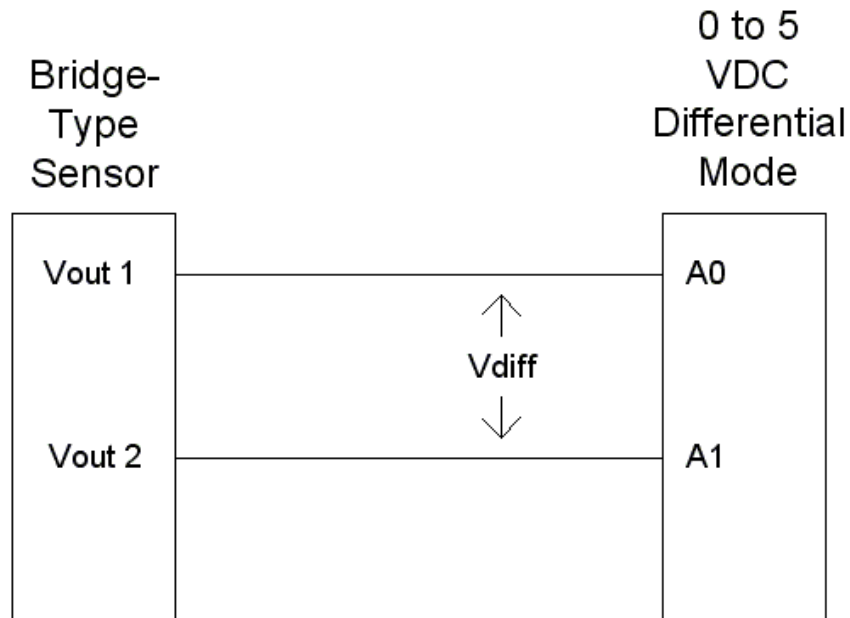 Bridge-
Type
Sensor
0 to 5
VDC
Differential
Mode
Vout 1
A0
Vdiff
Vout 2
A1